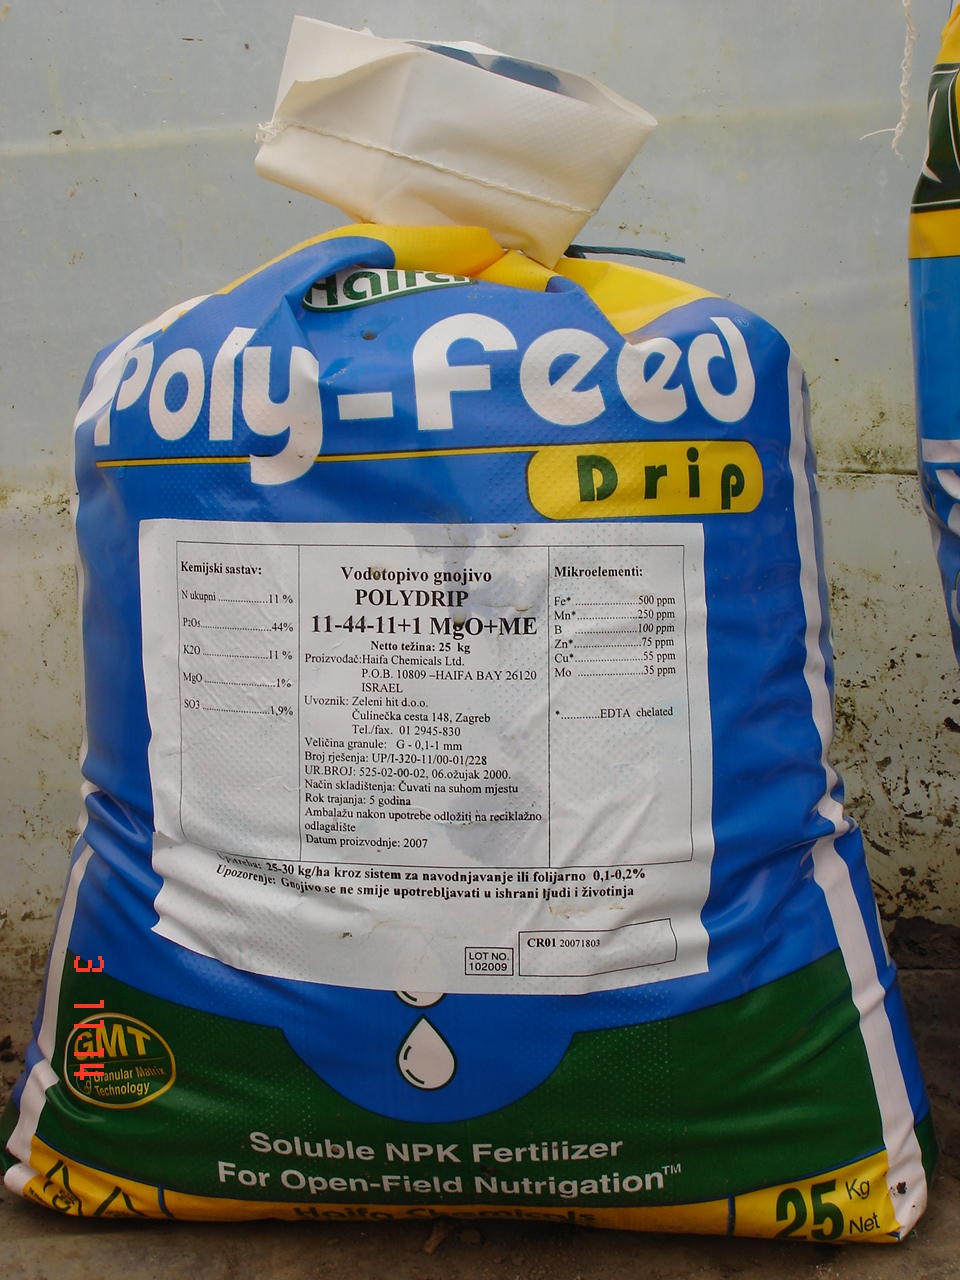 Haifa
Poly-Feed®
Drip
Kemijski sastav:
N ukupni ..................11 %
P2O5..........................44%
K2O ..........................11 %
MgO ...........................1%
SO3 ........................1,9%
Vodotopivo gnojivo
POLYDRIP
11-44-11+1 MgO+ME
Netto težina: 25 kg
Proizvođač:Haifa Chemicals Ltd.
P.O.B. 10809 –HAIFA BAY 26120
ISRAEL
Uvoznik: Zeleni hit d.o.o.
Čulinečka cesta 148, Zagreb
Tel./fax. 01 2945-830
Veličina granule: G - 0,1-1 mm
Broj rješenja: UP/I-320-11/00-01/228
UR.BROJ: 525-02-00-02, 06.ožujak 2000.
Način skladištenja: Čuvati na suhom mjestu
Rok trajanja: 5 godina
Ambalažu nakon upotrebe odložiti na reciklažno
odlagalište
Datum proizvodnje: 2007
Mikroelementi:
Fe* ......................500 ppm
Mn*.....................250 ppm
B ........................100 ppm
Zn*........................75 ppm
Cu*........................55 ppm
Mo ........................35 ppm
*.............EDTA chelated
Upotreba: 25-30 kg/ha kroz sistem za navodnjavanje ili folijarno 0,1-0,2%
Upozorenje: Gnojivo se ne smije upotrebljavati u ishrani ljudi i životinja
LOT NO.
102009
CR01 20071803
GMT
Granular Matrix
Technology
Soluble NPK Fertilizer
For Open-Field Nutrigation™
Haifa Chemicals
25 Kg
Net